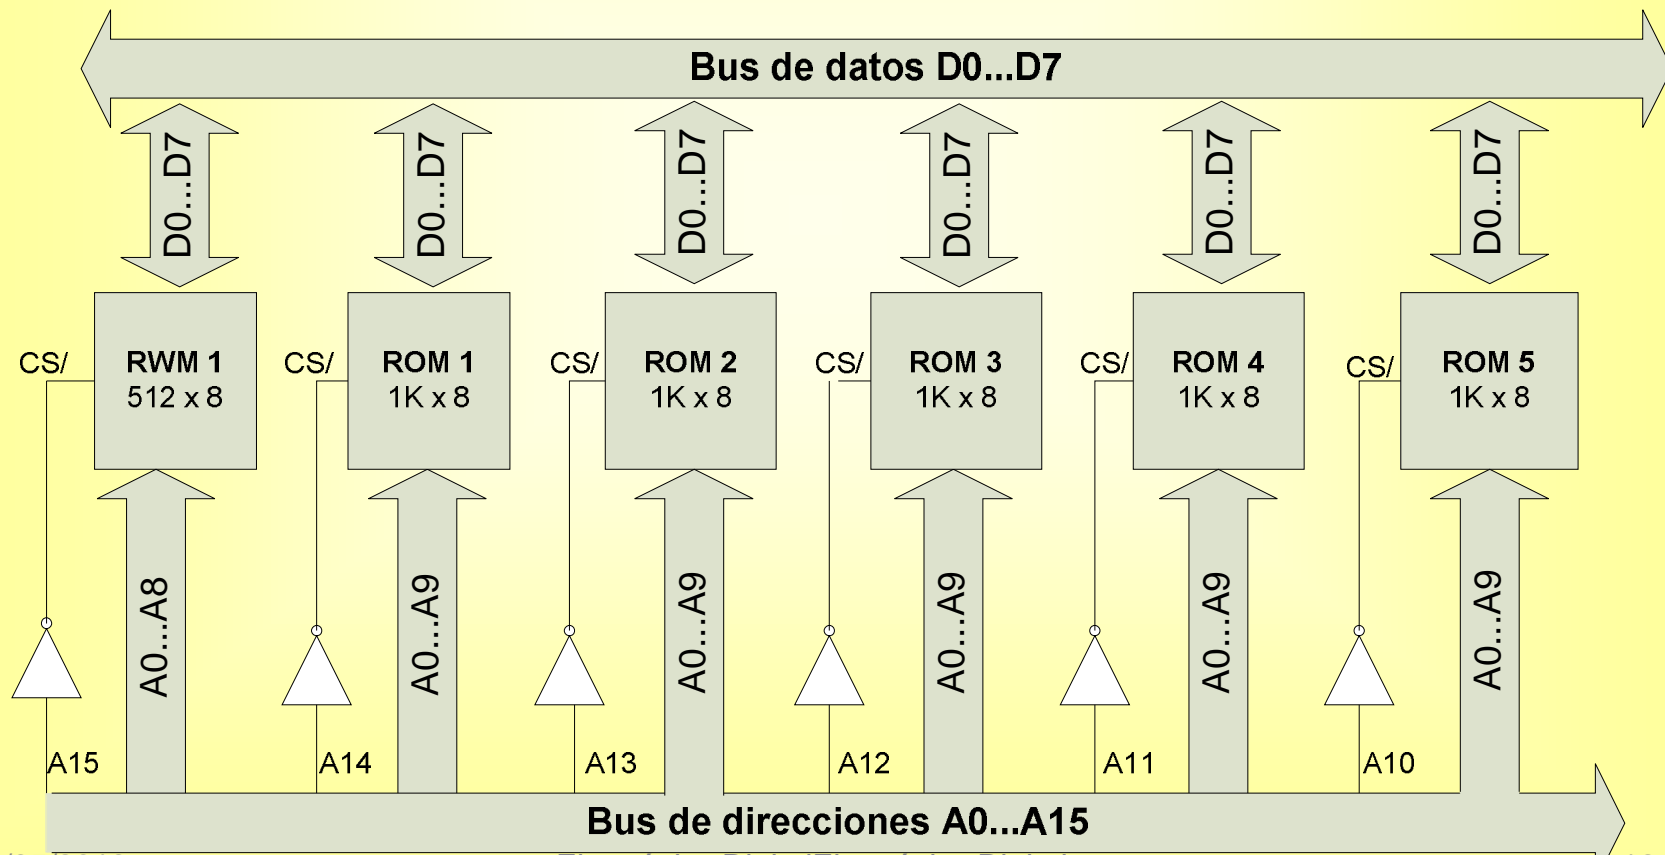 Bus de datos D0...D7
D0...D7
D0...D7
D0...D7
D0...D7
D0...D7
D0...D7
CS/
RWM 1
512 x 8
CS/
ROM 1
1K x 8
CS/
ROM 2
1K x 8
CS/
ROM 3
1K x 8
CS/
ROM 4
1K x 8
CS/
ROM 5
1K x 8
A0...A8
A0...A9
A0...A9
A0...A9
A0...A9
A0...A9
A15
A14
A13
A12
A11
A10
Bus de direcciones A0...A15